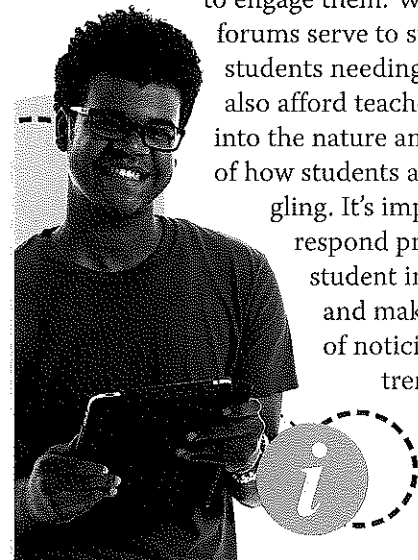 to engage them. W
forums serve to s
students needing
also afford teach
into the nature an
of how students a
gling. It's imp
respond pr
student in
and mak
of notici
tren
i